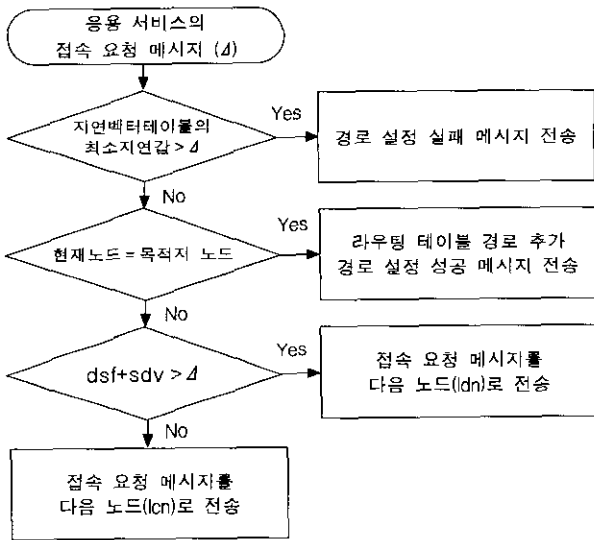 응용 서비스의
접속 요청 메시지 (Δ)
지연벡터테이블의
최소지연값 > Δ
Yes
경로 설정 실패 메시지 전송
No
현재노드 = 목적지 노드
Yes
라우팅 테이블 경로 추가
경로 설정 성공 메시지 전송
No
dsf+sdv > Δ
Yes
접속 요청 메시지를
다음 노드(ldn)로 전송
No
접속 요청 메시지를
다음 노드(lcn)로 전송